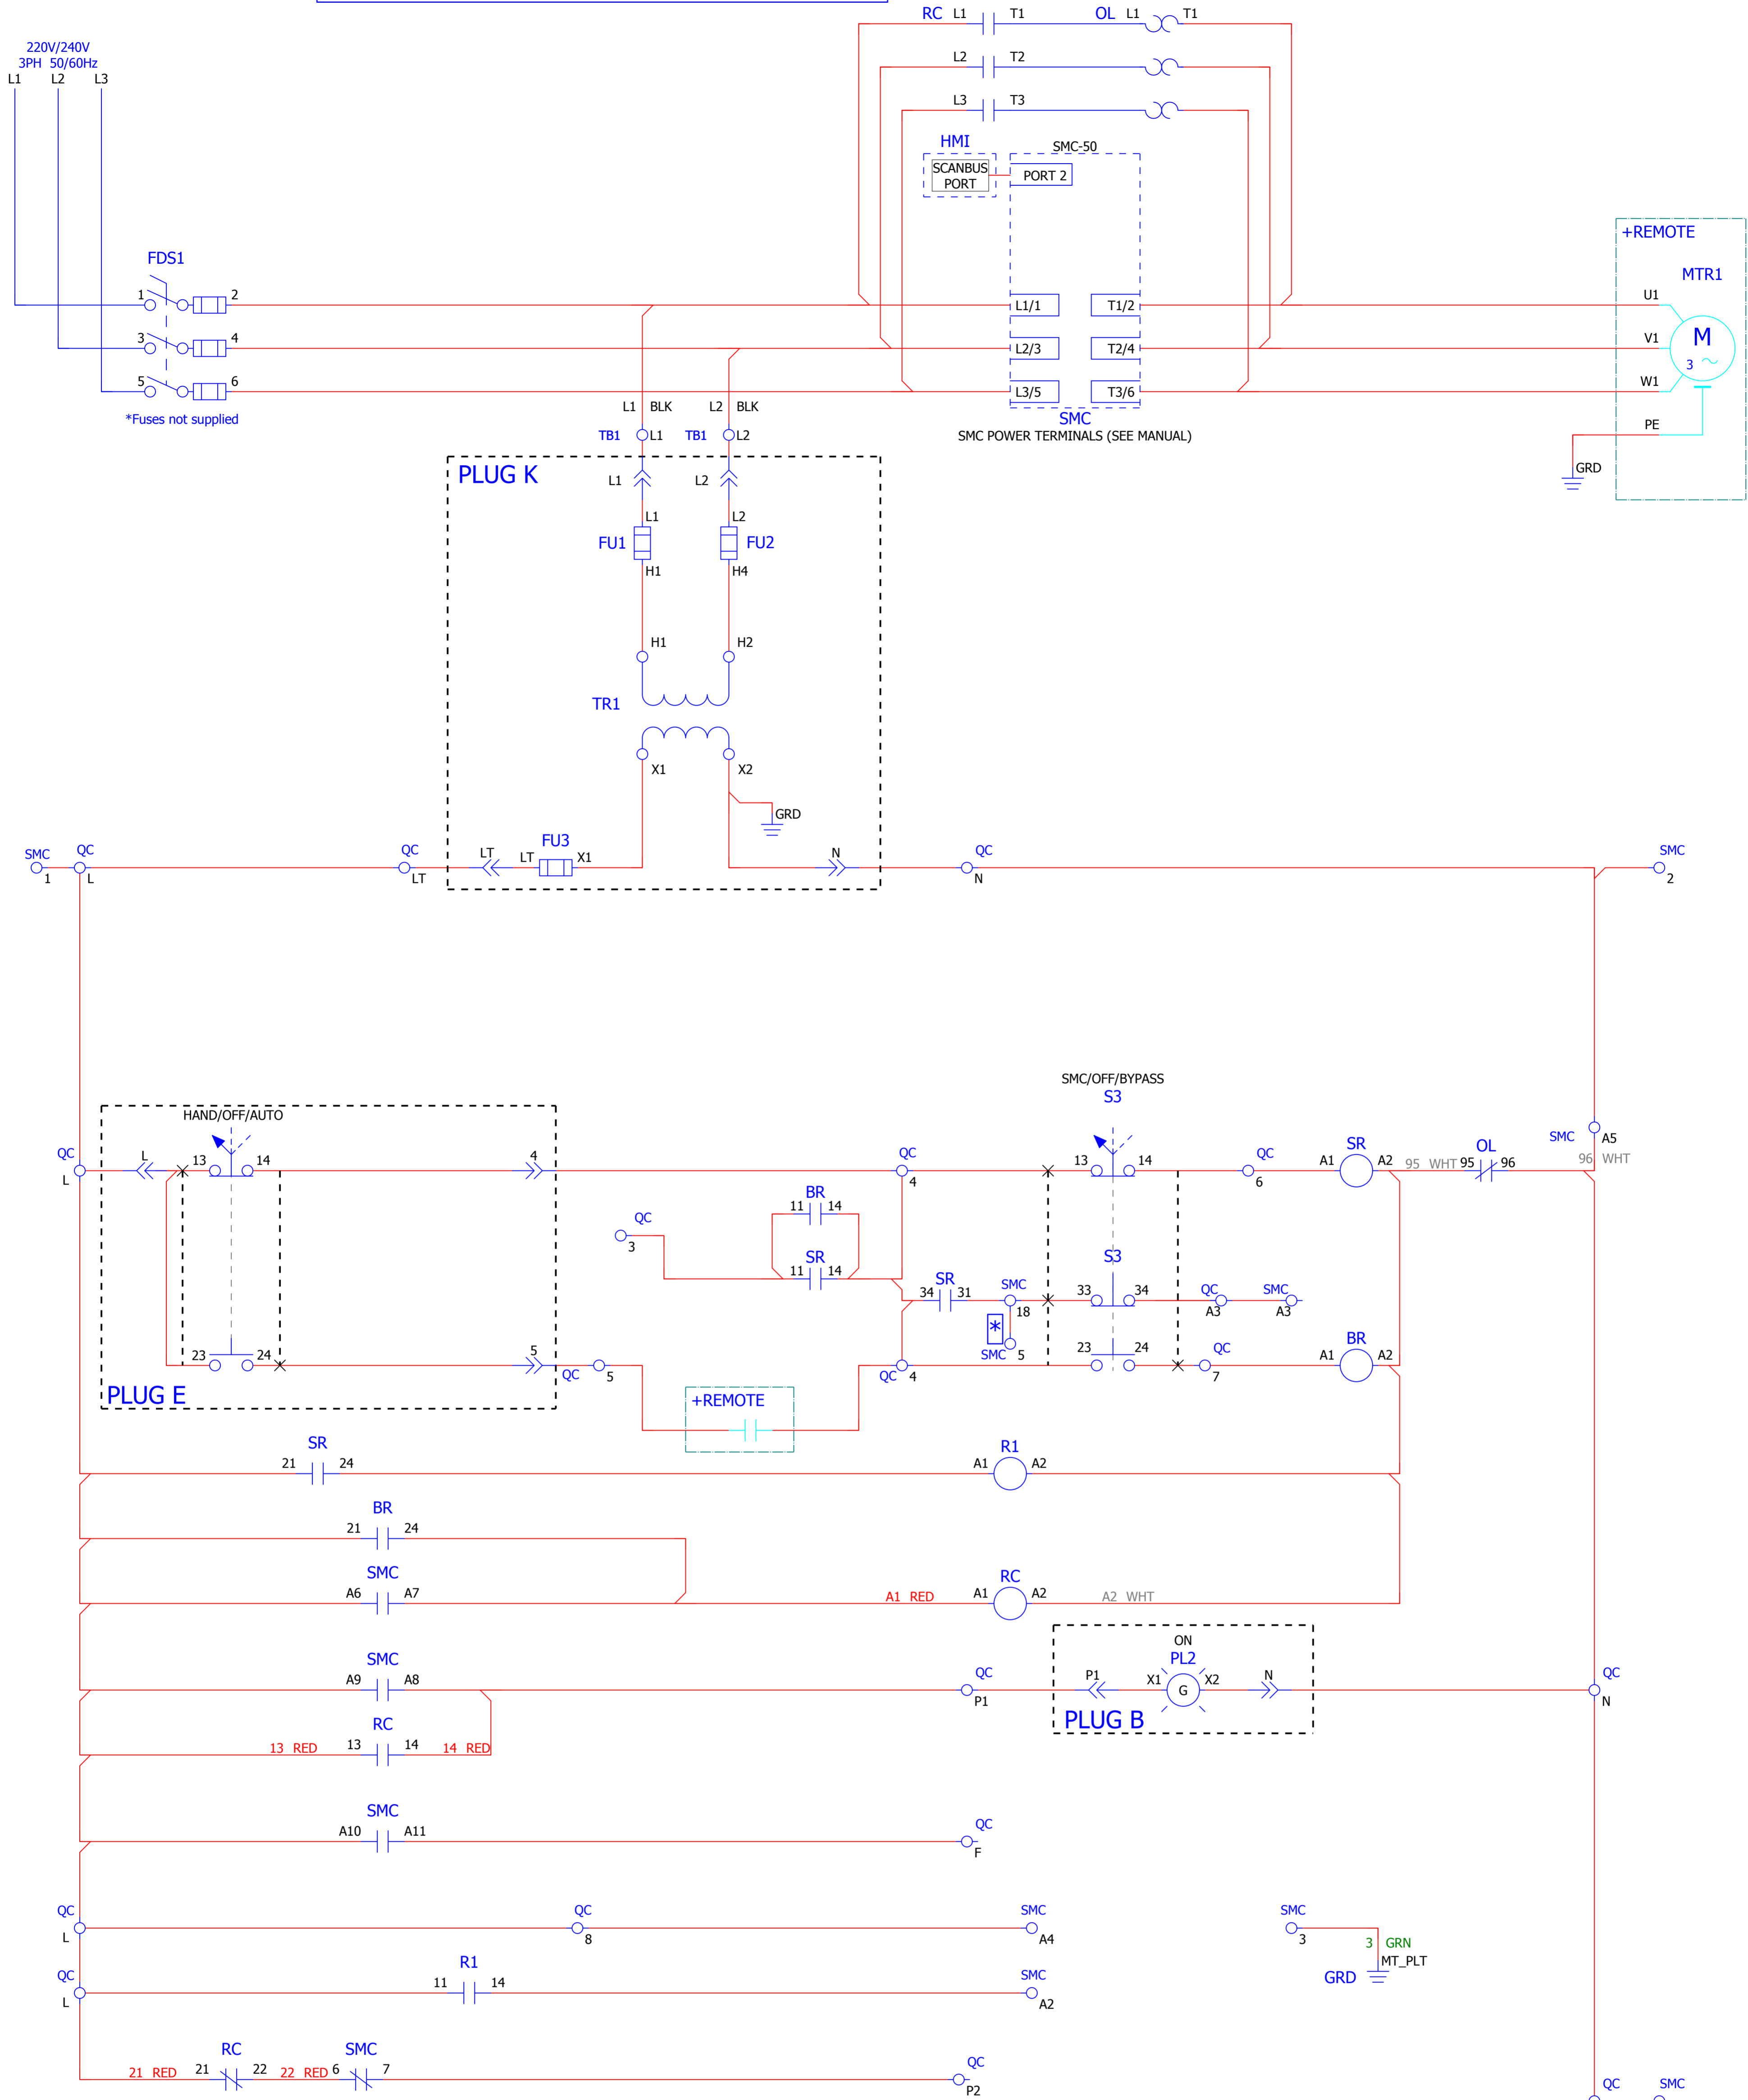 RC L1 T1 OL L1 T1
220V/240V
3PH 50/60Hz
L1 L2 L3
L2 T2
L3 T3
HMI
SMC-50
SCANBUS
PORT
PORT 2
+REMOTE
MTR1
FDS1
1 2
L1/1 T1/2
U1
3 4
L2/3 T2/4
V1
M
3
5 6
L3/5 T3/6
W1
*Fuses not supplied
L1 BLK L2 BLK
SMC
SMC POWER TERMINALS (SEE MANUAL)
PE
TB1 L1 TB1 L2
GRD
PLUG K
L1 L2
L1 L2
FU1 FU2
H1 H4
H1 H2
TR1
X1 X2
GRD
SMC
1
QC
L
QC
LT
LT
LT
FU3
X1
N
QC
N
SMC
2
SMC/OFF/BYPASS
S3
HAND/OFF/AUTO
SMC A5
QC
L
L
13 14
4
QC
4
13 14
QC
6
SR
A1 A2
95 WHT
OL
95 96
96 WHT
BR
11 14
QC
3
SR
11 14
SR
34 31
SMC
18
S3
33 34
QC
A3
SMC
A3
*
SMC 5
23 24
5
QC 5
QC 4
23 24
QC
7
BR
A1 A2
PLUG E
+REMOTE
SR
21 24
R1
A1 A2
BR
21 24
SMC
A6 A7
A1 RED
RC
A1 A2
A2 WHT
SMC
A9 A8
QC
P1
P1
ON
PL2
X1 G X2
N
PLUG B
QC
N
RC
13 RED 13 14 14 RED
SMC
A10 A11
QC
F
QC
L
QC
8
SMC
A4
SMC
3
3 GRN
MT_PLT
GRD
QC
L
R1
11 14
SMC
A2
RC
21 RED 21 22 22 RED
SMC
6 7
QC
P2
QC SMC